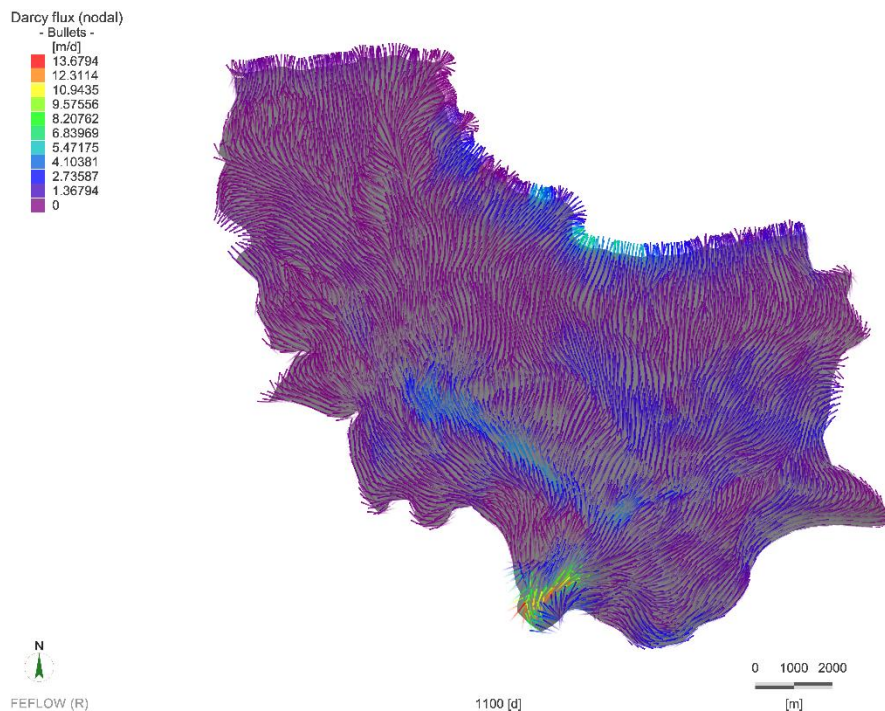 Darcy flux (nodal)
- Bullets -
[m/d]
13.6794
12.3114
10.9435
9.57556
8.20762
6.83969
5.47175
4.10381
2.73587
1.36794
0
N
FEFLOW (R)
1100 [d]
0 1000 2000
[m]